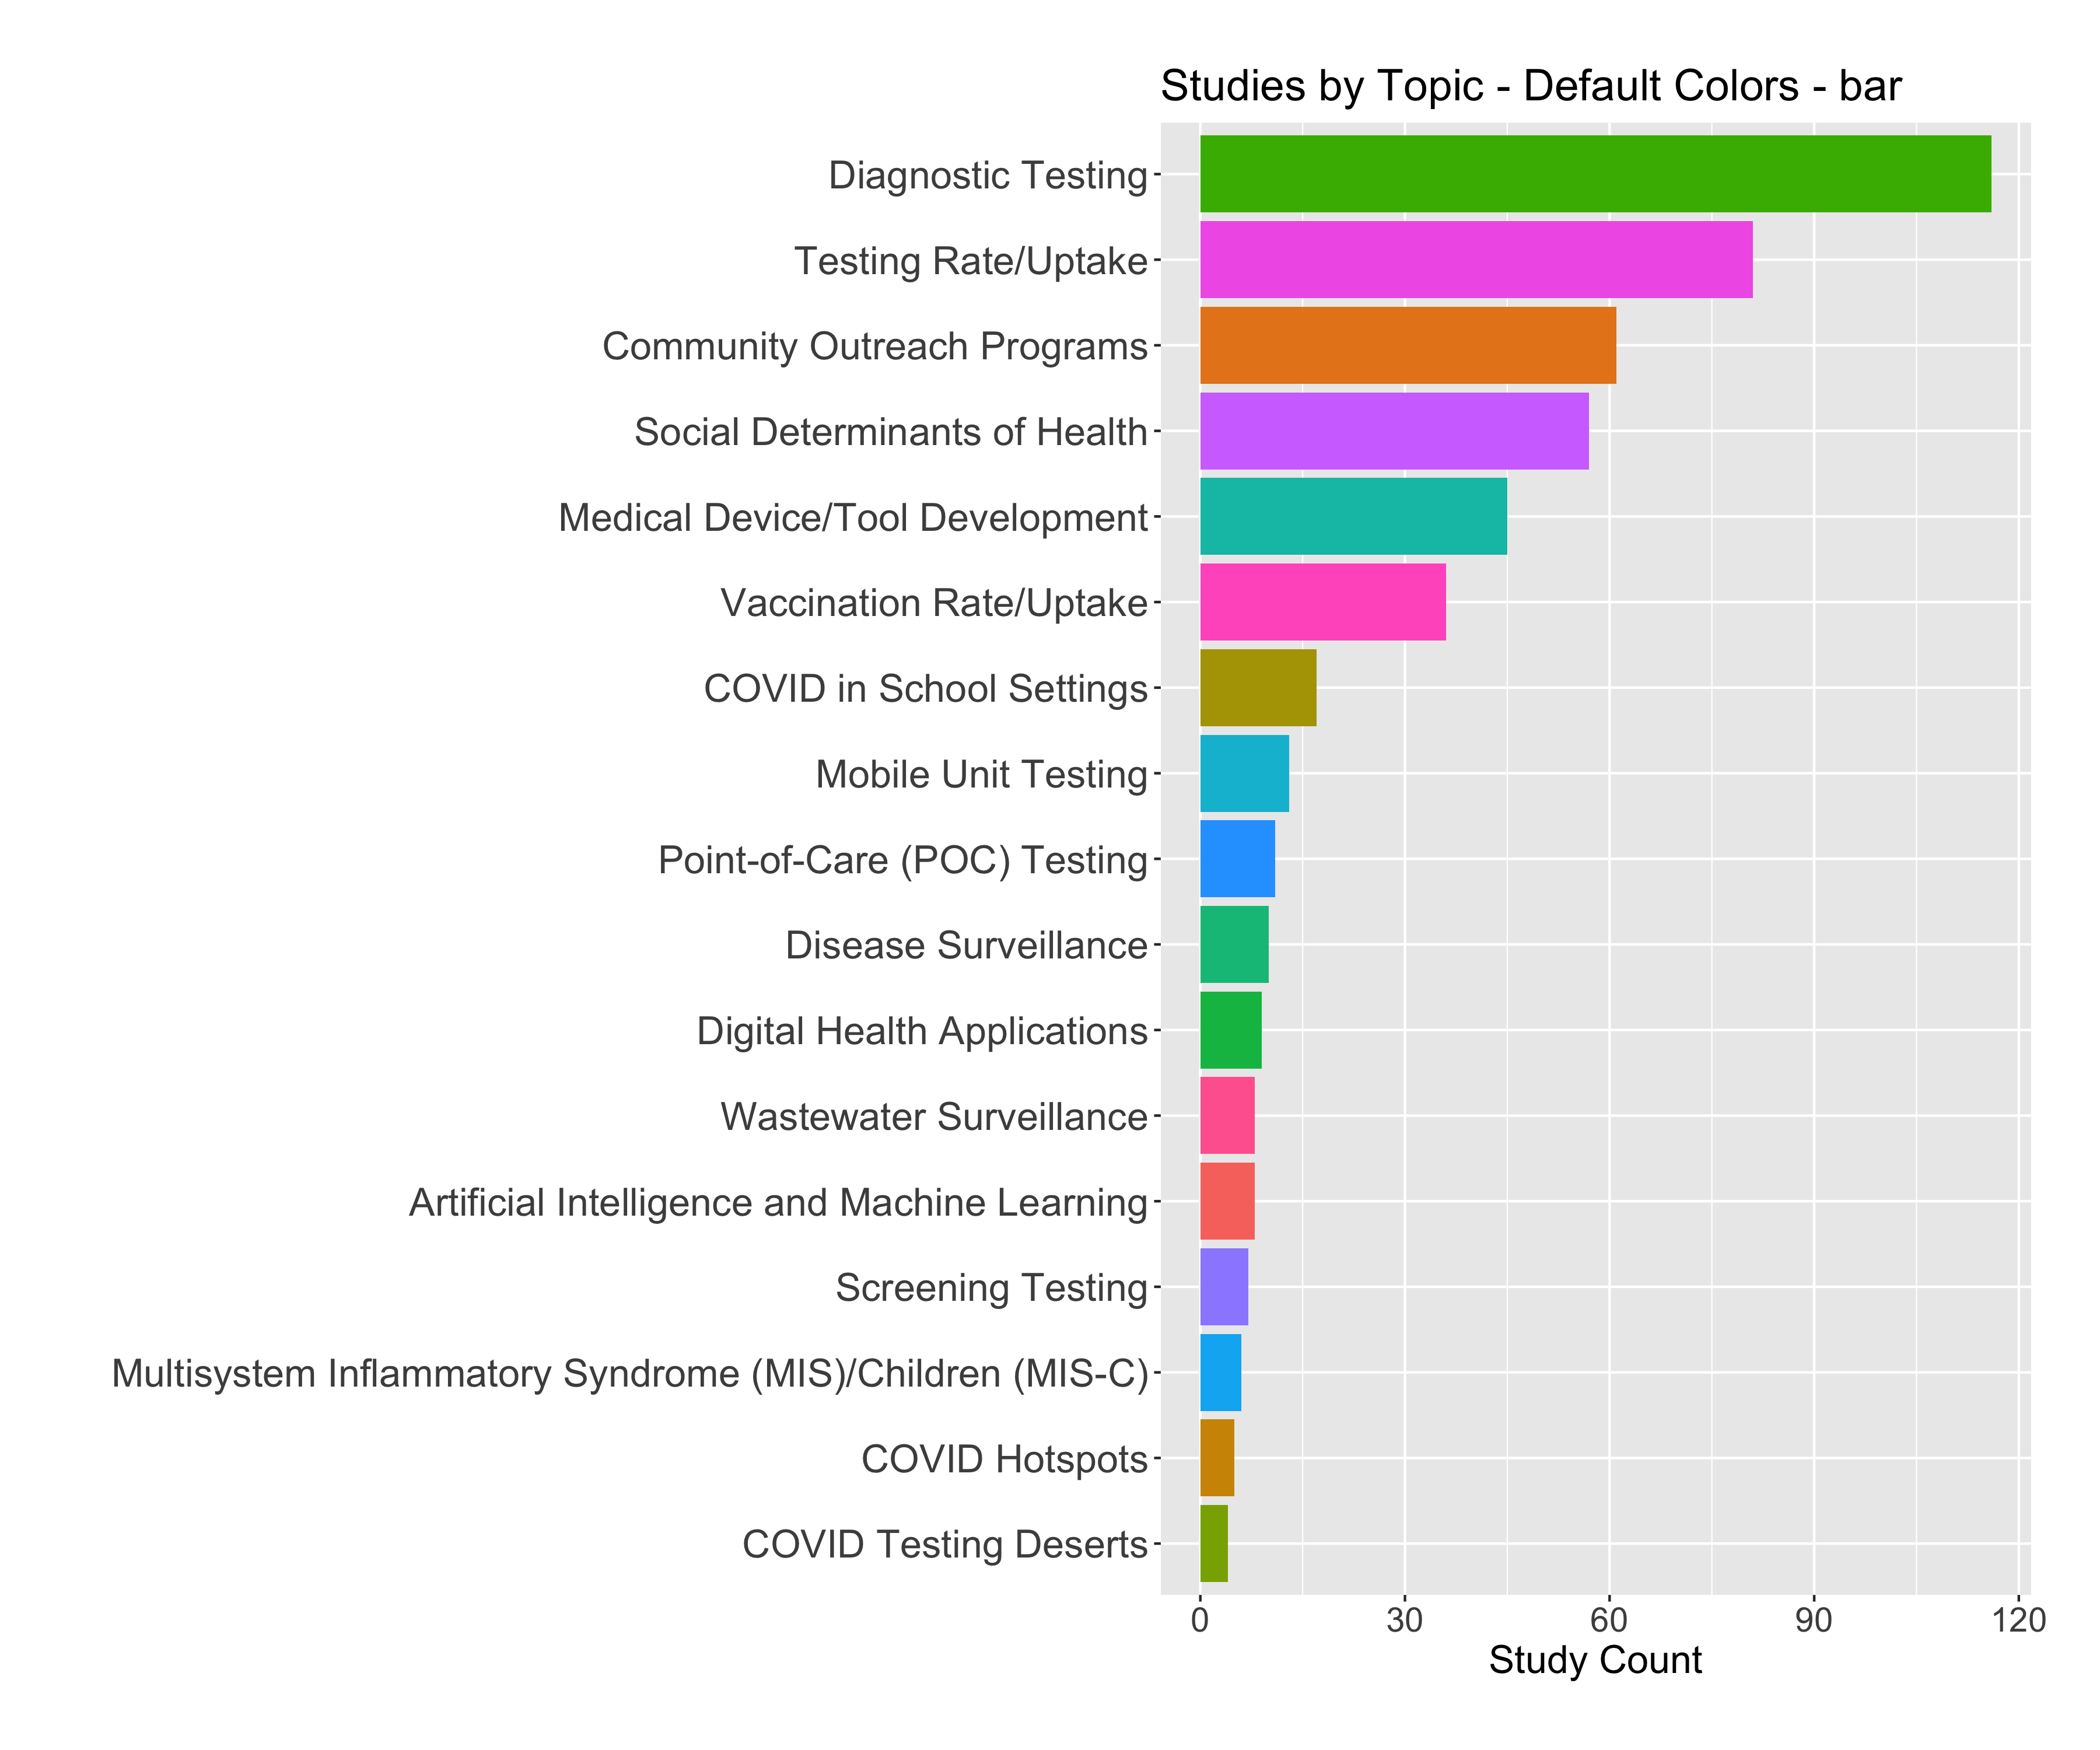 Studies by Topic - Default Colors - bar
Diagnostic Testing
Testing Rate/Uptake
Community Outreach Programs
Social Determinants of Health
Medical Device/Tool Development
Vaccination Rate/Uptake
COVID in School Settings
Mobile Unit Testing
Point-of-Care (POC) Testing
Disease Surveillance
Digital Health Applications
Wastewater Surveillance
Artificial Intelligence and Machine Learning
Screening Testing
Multisystem Inflammatory Syndrome (MIS)/Children (MIS-C)
COVID Hotspots
COVID Testing Deserts
0 30 60 90 120
Study Count